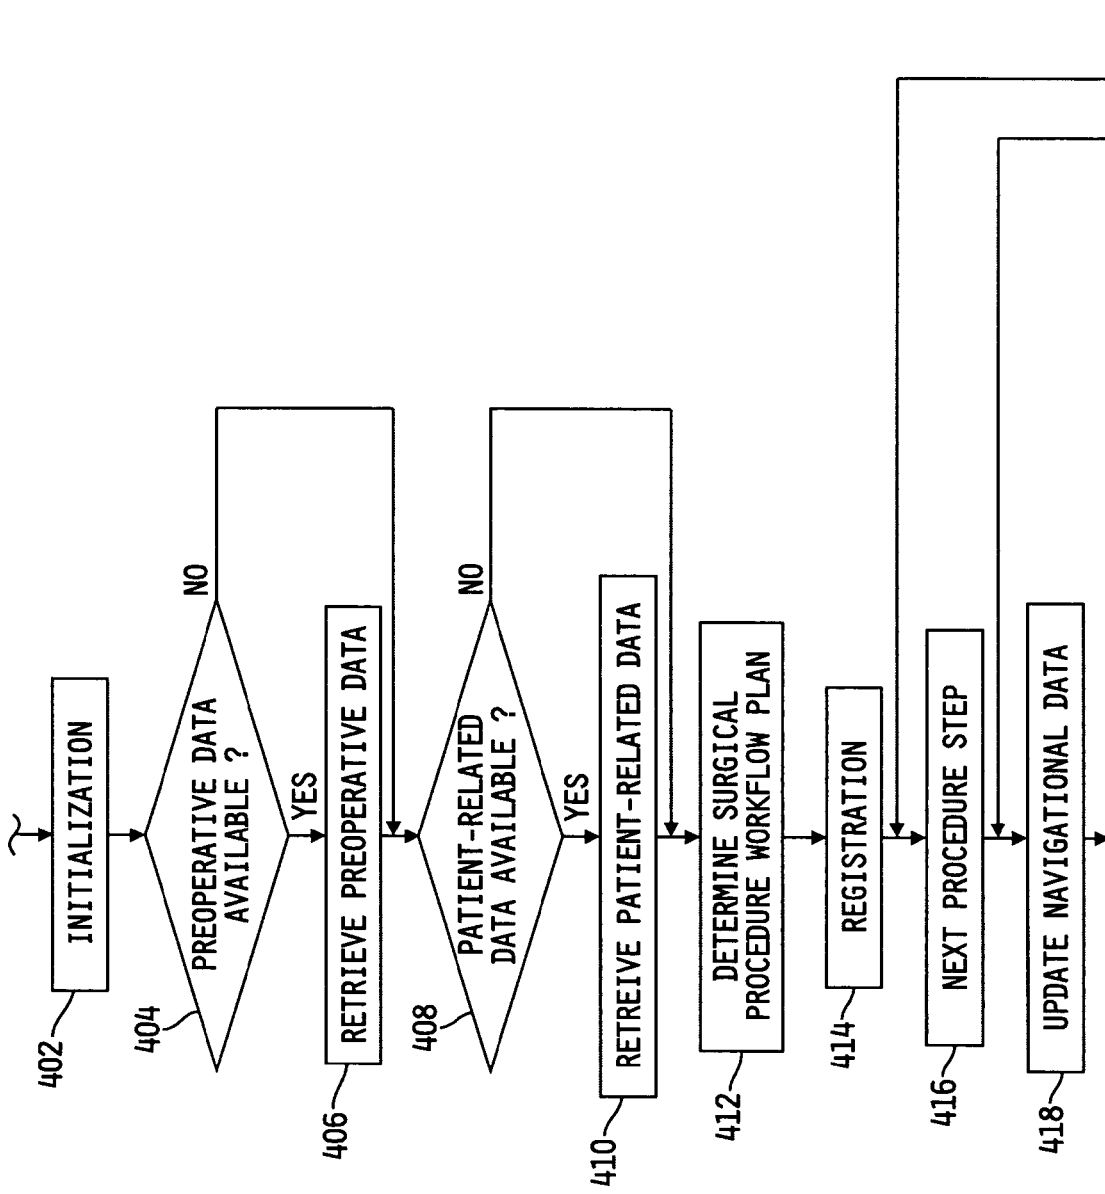 402
INITIALIZATION
404
PREOPERATIVE DATA
AVAILABLE ?
NO
YES
406
RETRIEVE PREOPERATIVE DATA
408
PATIENT-RELATED
DATA AVAILABLE ?
NO
YES
410
RETREIVE PATIENT-RELATED DATA
412
DETERMINE SURGICAL
PROCEDURE WORKFLOW PLAN
414
REGISTRATION
416
NEXT PROCEDURE STEP
418
UPDATE NAVIGATIONAL DATA